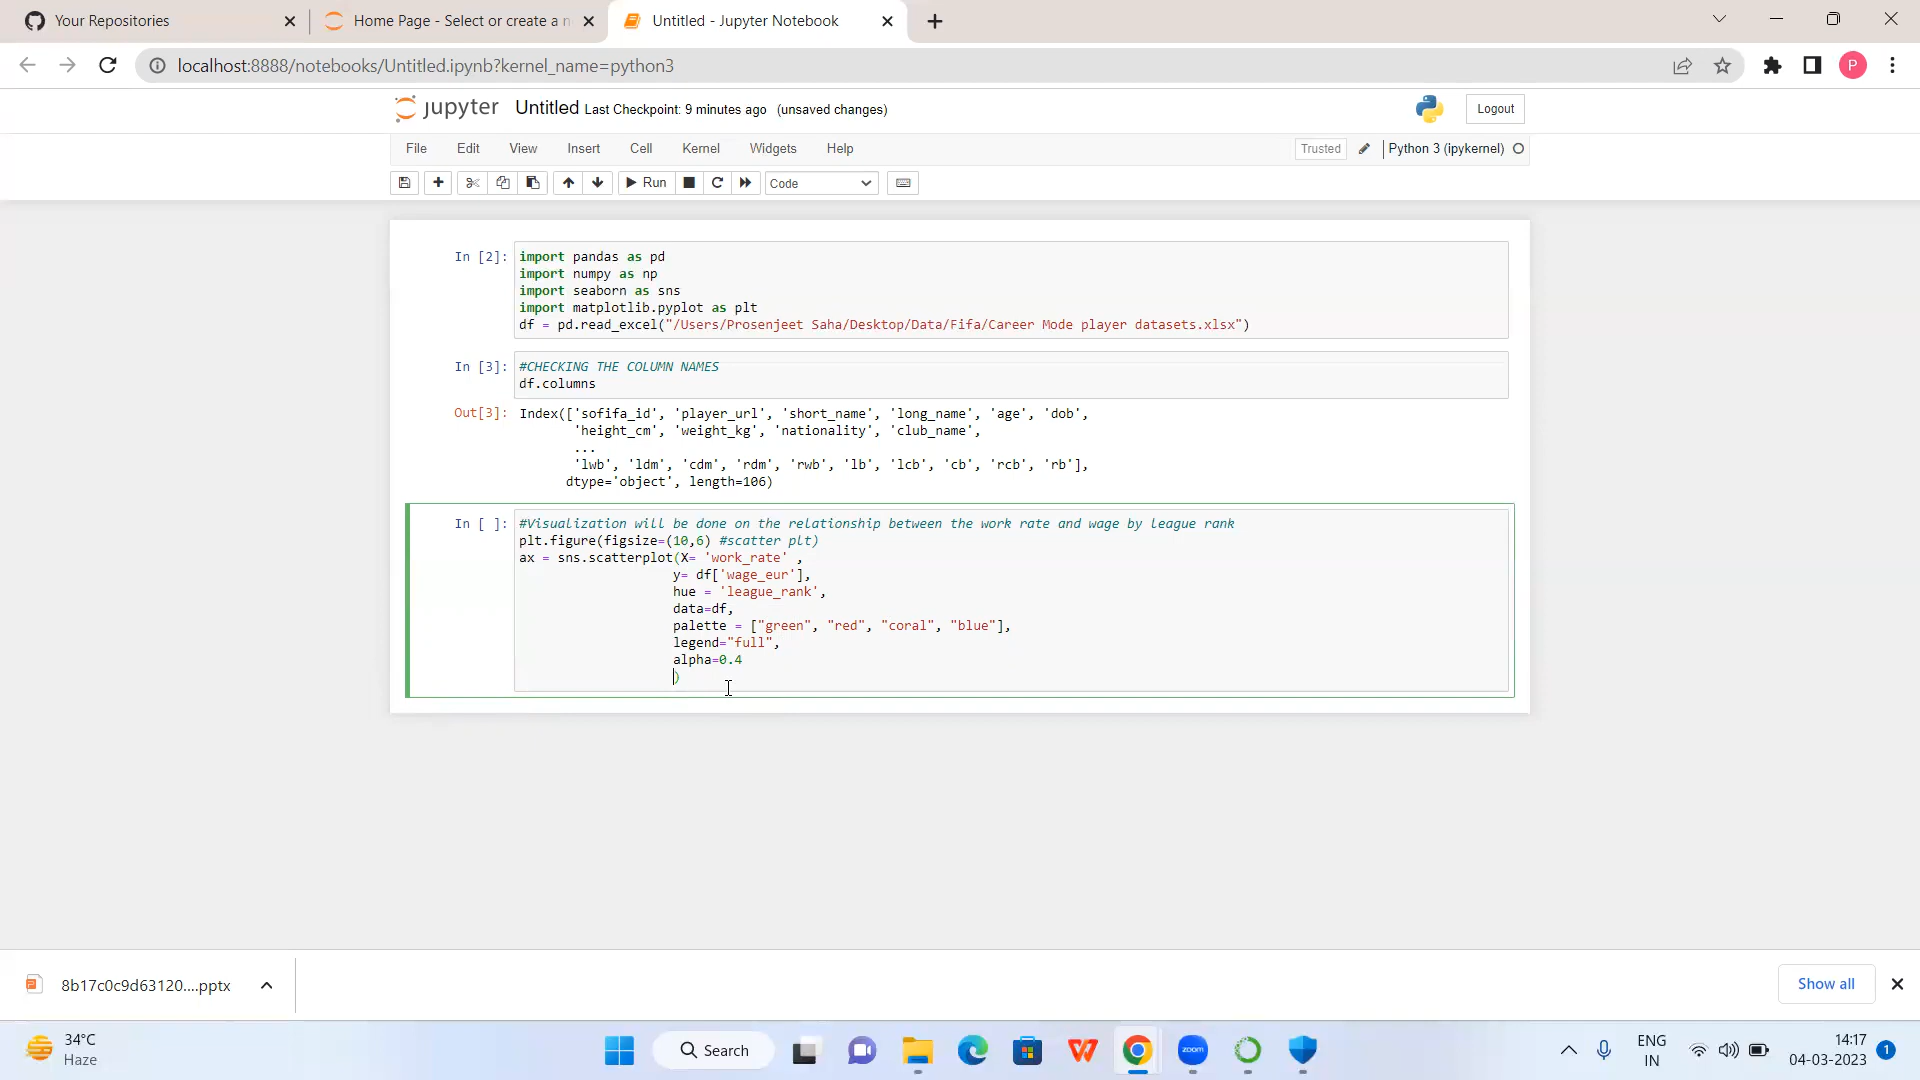 Your Repositories
Home Page - Select or create a n
Untitled - Jupyter Notebook
localhost:8888/notebooks/Untitled.ipynb?kernel_name=python3
P
jupyter Untitled Last Checkpoint: 9 minutes ago (unsaved changes)
Logout
File Edit View Insert Cell Kernel Widgets Help
Trusted Python 3 (ipykernel)
Run Code
In [2]: import pandas as pd
import numpy as np
import seaborn as sns
import matplotlib.pyplot as plt
df = pd.read_excel("/Users/Prosenjeet Saha/Desktop/Data/Fifa/Career Mode player datasets.xlsx")
In [3]: #CHECKING THE COLUMN NAMES
df.columns
Out[3]: Index(['sofifa_id', 'player_url', 'short_name', 'long_name', 'age', 'dob',
'height_cm', 'weight_kg', 'nationality', 'club_name',
...
'lwb', 'ldm', 'cdm', 'rdm', 'rwb', 'lb', 'lcb', 'cb', 'rcb', 'rb'],
dtype='object', length=106)
In [ ]: #Visualization will be done on the relationship between the work rate and wage by league rank
plt.figure(figsize=(10,6) #scatter plt)
ax = sns.scatterplot(X= 'work_rate' ,
y= df['wage_eur'],
hue = 'league_rank',
data=df,
palette = ["green", "red", "coral", "blue"],
legend="full",
alpha=0.4
)
8b17c0c9d63120....pptx
Show all
34°C
Haze
Search
W
zoom
ENG
IN
14:17
04-03-2023
1